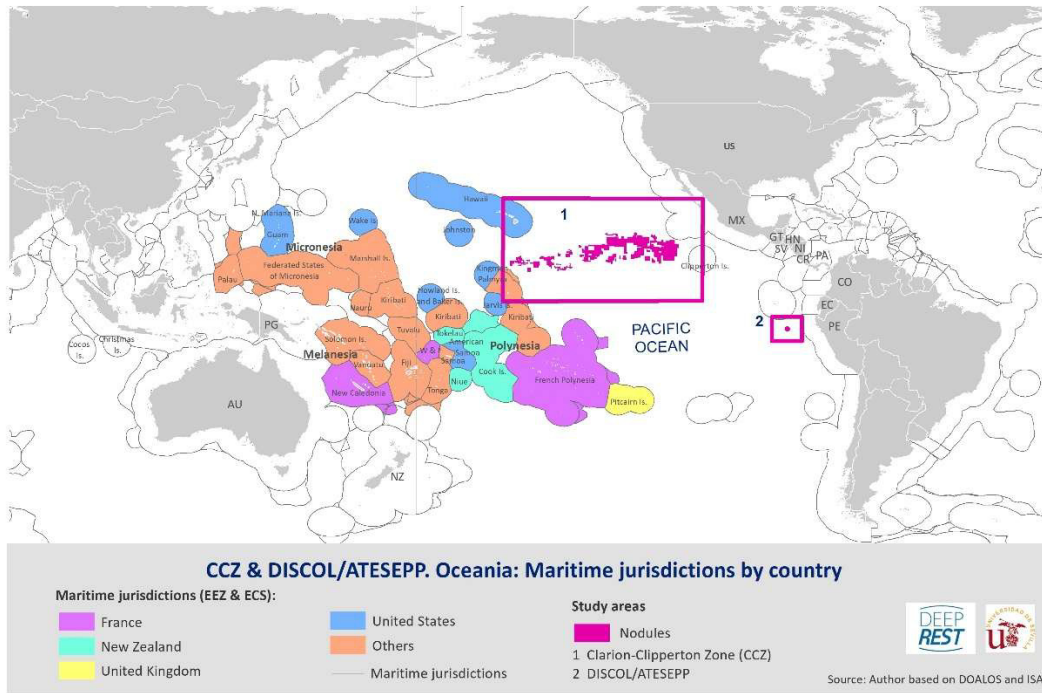 US
Hawaii
1
N. Mariana Is.
Guam
Wake Is.
Johnston
MX
Micronesia
Marshall Is.
GT HN
SV NI
CR PA
Clipperton Is.
Federated States
of Micronesia
Palau
Kingman
Palmyra
CO
Howland Is.
and Baker Is.
Jarvis Is.
Nauru
Kiribati
Kiribati
Kiribati
EC
2
PE
PG
PACIFIC
OCEAN
Tuvalu
Tokelau
American
Samoa
Solomon Is.
Cocos
Is.
Christmas
Is.
Melanesia
W & F
Samoa
Polynesia
Vanuatu
Fiji
French Polynesia
Niue
Cook Is.
New Caledonia
Tonga
Pitcairn Is.
AU
NZ
CCZ & DISCOL/ATESEPP. Oceania: Maritime jurisdictions by country
Maritime jurisdictions (EEZ & ECS):
France
New Zealand
United Kingdom
United States
Others
Maritime jurisdictions
Study areas
Nodules
1 Clarion-Clipperton Zone (CCZ)
2 DISCOL/ATESEPP
DEEP
REST
Source: Author based on DOALOS and ISA